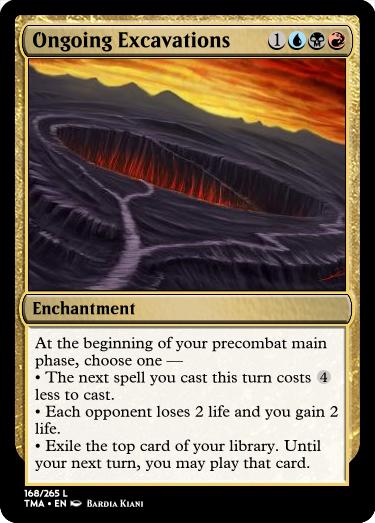 Ongoing Excavations 1
Enchantment
At the beginning of your precombat main
phase, choose one —
• The next spell you cast this turn costs 4
less to cast.
• Each opponent loses 2 life and you gain 2
life.
• Exile the top card of your library. Until
your next turn, you may play that card.
168/265 L
TMA • EN Bardia Kiani